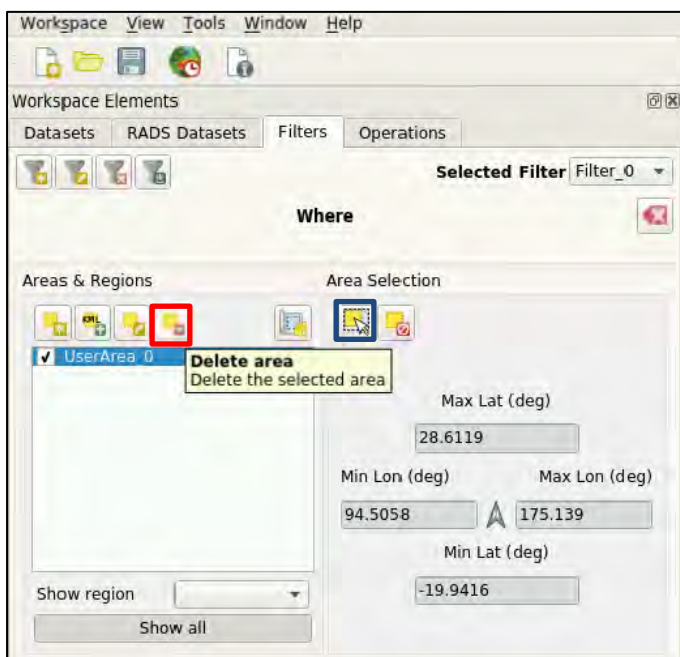 Workspace View Tools Window Help
Workspace Elements
Datasets RADS Datasets Filters Operations
Selected Filter Filter_0
Where
Areas & Regions
Area Selection
KML
UserArea_0
Delete area
Delete the selected area
Max Lat (deg)
28.6119
Min Lon (deg) Max Lon (deg)
94.5058 175.139
Min Lat (deg)
-19.9416
Show region
Show all